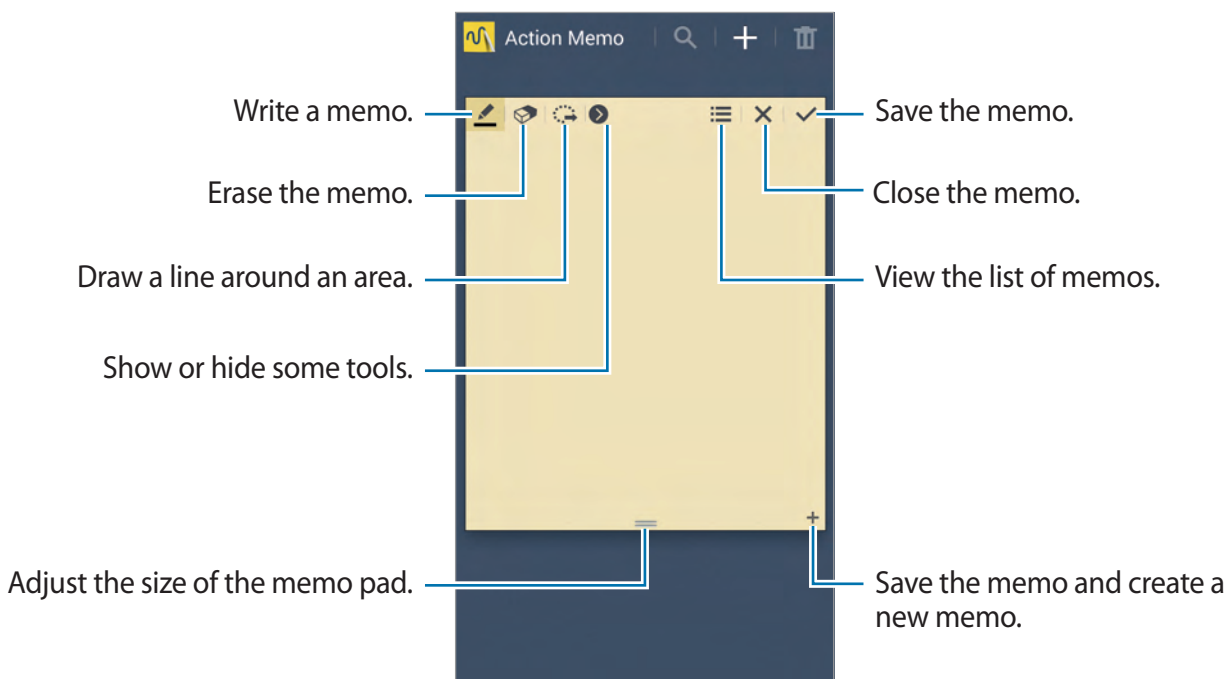 Action Memo
Write a memo.
Save the memo.
Erase the memo.
Close the memo.
Draw a line around an area.
View the list of memos.
Show or hide some tools.
Adjust the size of the memo pad.
Save the memo and create a
new memo.